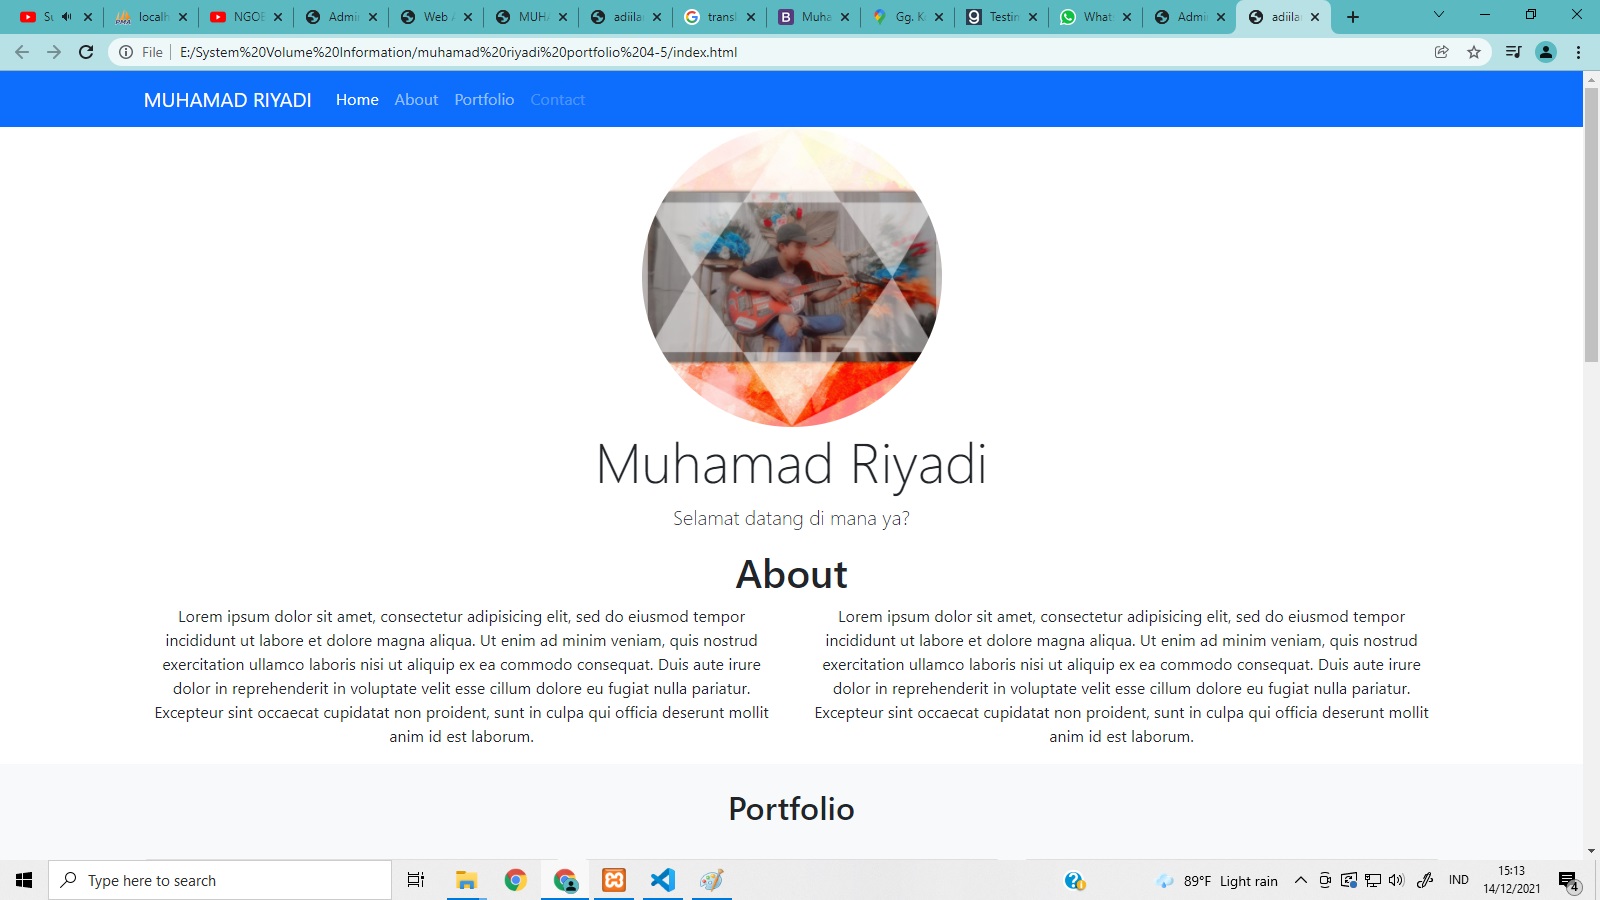 Su
localh
NGOB
Admin
Web A
MUHA
adiilar
transl
Muha
Gg. Ka
Testin
Whats
Admin
adiilar
File
E:/System%20Volume%20Information/muhamad%20riyadi%20portfolio%204-5/index.html
MUHAMAD RIYADI Home About Portfolio Contact
Muhamad Riyadi
Selamat datang di mana ya?
About
Lorem ipsum dolor sit amet, consectetur adipisicing elit, sed do eiusmod tempor
incididunt ut labore et dolore magna aliqua. Ut enim ad minim veniam, quis nostrud
exercitation ullamco laboris nisi ut aliquip ex ea commodo consequat. Duis aute irure
dolor in reprehenderit in voluptate velit esse cillum dolore eu fugiat nulla pariatur.
Excepteur sint occaecat cupidatat non proident, sunt in culpa qui officia deserunt mollit
anim id est laborum.
Lorem ipsum dolor sit amet, consectetur adipisicing elit, sed do eiusmod tempor
incididunt ut labore et dolore magna aliqua. Ut enim ad minim veniam, quis nostrud
exercitation ullamco laboris nisi ut aliquip ex ea commodo consequat. Duis aute irure
dolor in reprehenderit in voluptate velit esse cillum dolore eu fugiat nulla pariatur.
Excepteur sint occaecat cupidatat non proident, sunt in culpa qui officia deserunt mollit
anim id est laborum.
Portfolio
Type here to search
89°F Light rain
IND
15:13
14/12/2021
4